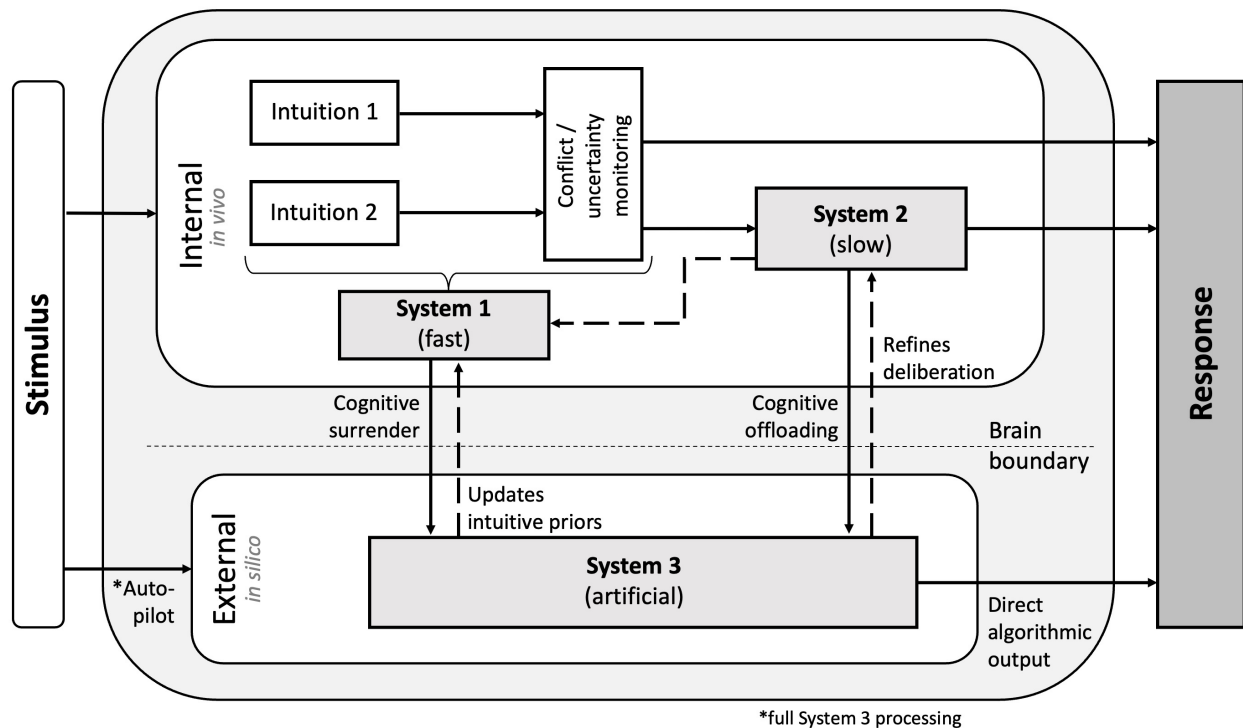 Stimulus
Internal
in vivo
Intuition 1
Intuition 2
Conflict /
uncertainty
monitoring
System 1
(fast)
System 2
(slow)
Cognitive
surrender
Updates
intuitive priors
Cognitive
offloading
Refines
deliberation
Brain
boundary
*Auto-
pilot
External
in silico
System 3
(artificial)
Direct
algorithmic
output
Response
*full System 3 processing